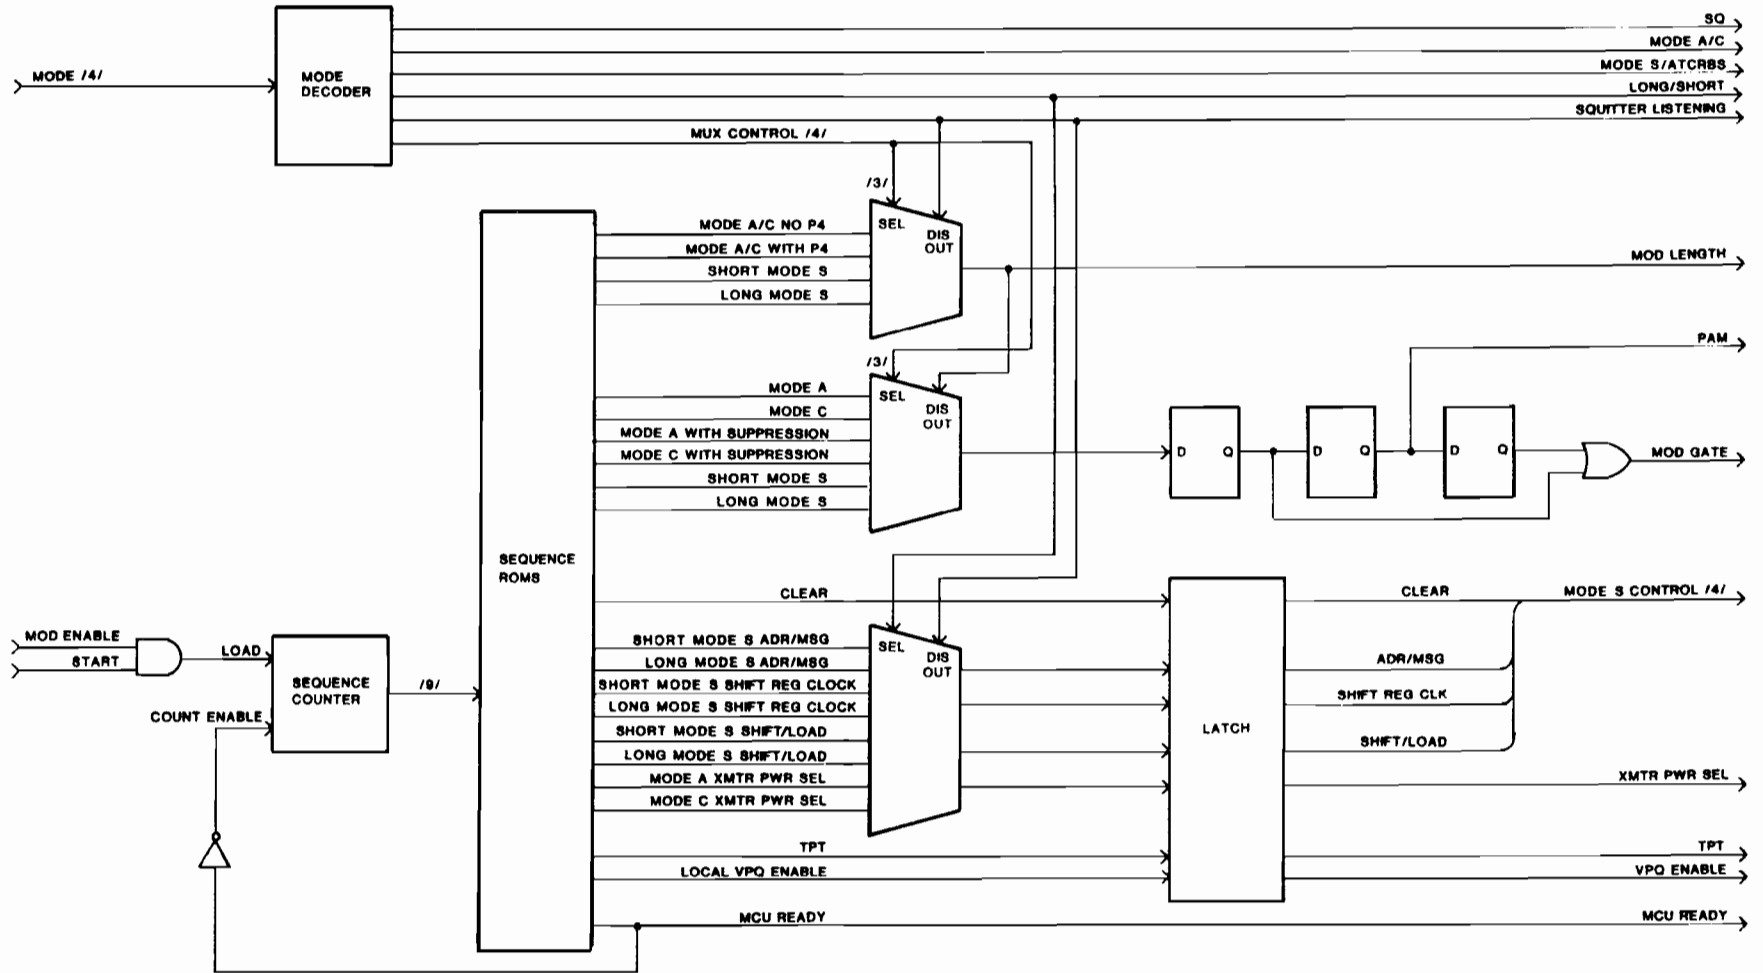 SQ
MODE A/C
MODE S/ATCRBS
LONG/SHORT
SQUITTER LISTENING
MODE /4/
MODE
DECODER
MUX CONTROL /4/
/3/
SEL
DIS
OUT
MODE A/C NO P4
MODE A/C WITH P4
SHORT MODE S
LONG MODE S
MOD LENGTH
/3/
SEL
DIS
OUT
MODE A
MODE C
MODE A WITH SUPPRESSION
MODE C WITH SUPPRESSION
SHORT MODE S
LONG MODE S
PAM
D Q
D Q
D Q
MOD GATE
SEQUENCE
ROMS
CLEAR
CLEAR
MODE S CONTROL /4/
MOD ENABLE
START
LOAD
SEQUENCE
COUNTER
/9/
COUNT ENABLE
SHORT MODE S ADR/MSG
LONG MODE S ADR/MSG
SHORT MODE S SHIFT REG CLOCK
LONG MODE S SHIFT REG CLOCK
SHORT MODE S SHIFT/LOAD
LONG MODE S SHIFT/LOAD
MODE A XMTR PWR SEL
MODE C XMTR PWR SEL
SEL
DIS
OUT
LATCH
ADR/MSG
SHIFT REG CLK
SHIFT/LOAD
XMTR PWR SEL
TPT
TPT
LOCAL VPQ ENABLE
VPQ ENABLE
MCU READY
MCU READY